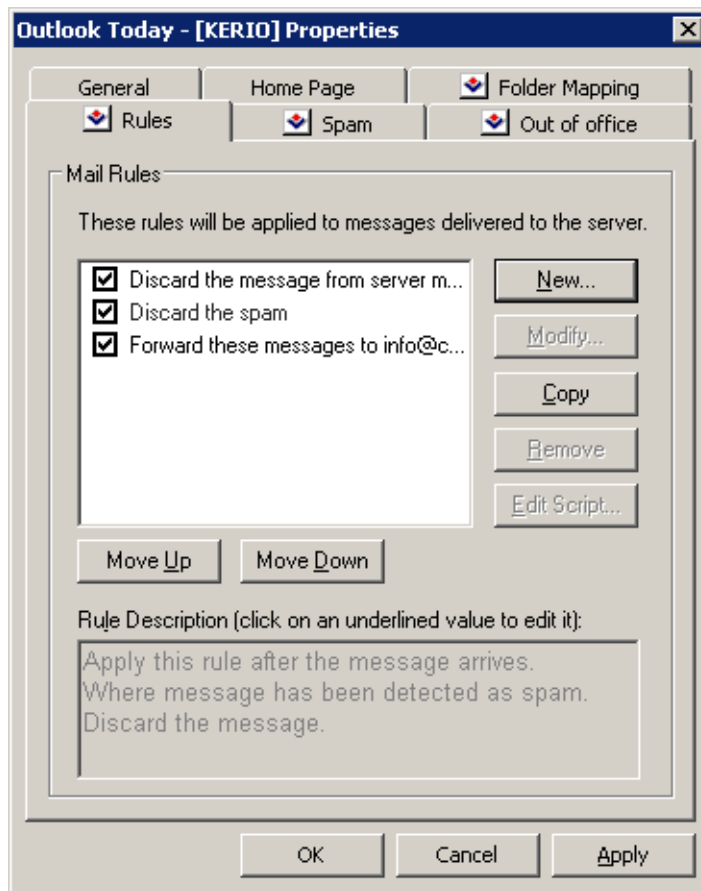 Outlook Today - [KERIO] Properties
General
Home Page
Folder Mapping
Rules
Spam
Out of office
Mail Rules
These rules will be applied to messages delivered to the server.
Discard the message from server m...
Discard the spam
Forward these messages to info@c...
New...
Modify...
Copy
Remove
Edit Script...
Move Up
Move Down
Rule Description (click on an underlined value to edit it):
Apply this rule after the message arrives.
Where message has been detected as spam.
Discard the message.
OK
Cancel
Apply